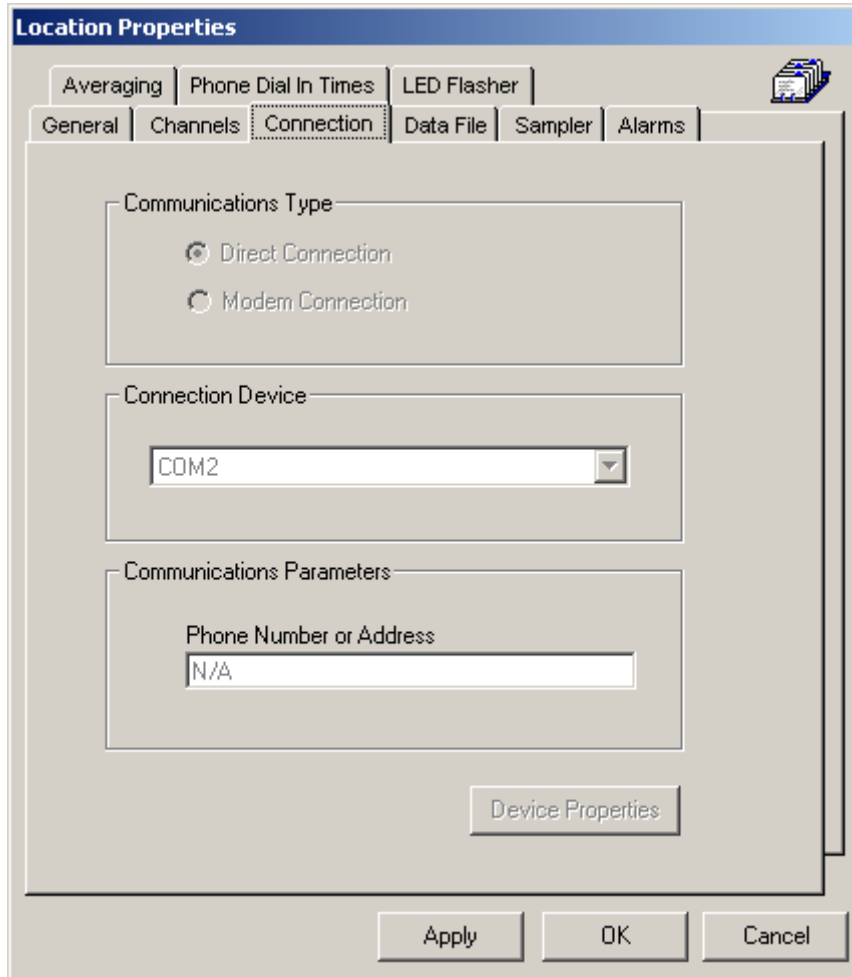 Location Properties
Averaging Phone Dial In Times LED Flasher
General Channels Connection Data File Sampler Alarms
Communications Type
Direct Connection
Modem Connection
Connection Device
COM2
Communications Parameters
Phone Number or Address
N/A
Device Properties
Apply OK Cancel